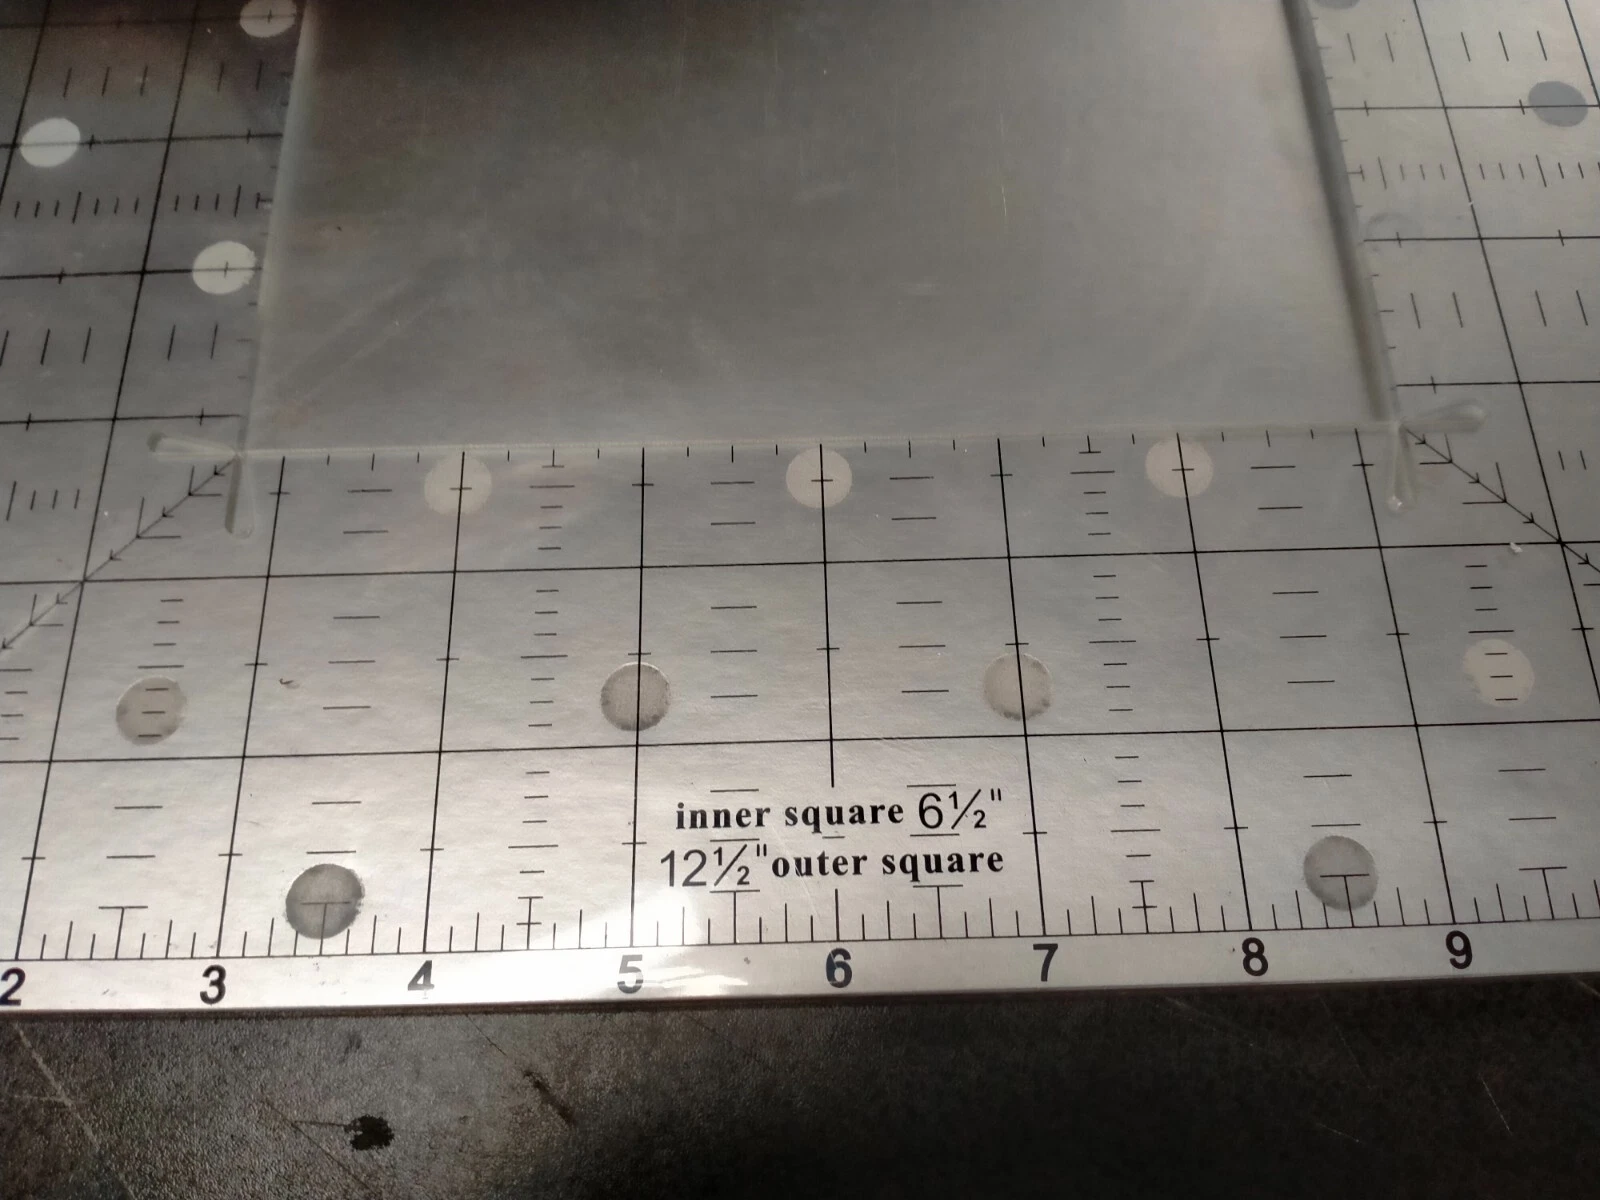 inner square 6½"
12½" outer square
2 3 4 5 6 7 8 9